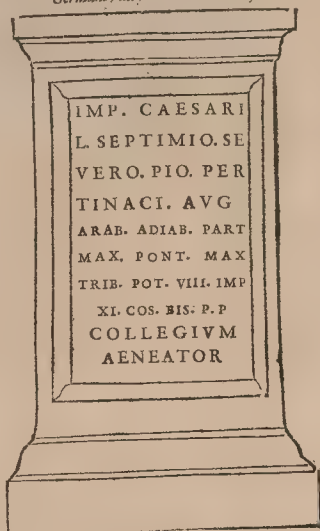 IMP. CAESARI
L. SEPTIMIO. SE
VERO. PIO. PER
TINACI. AVG
ARAB. ADIAB. PART
MAX. PONT. MAX
TRIB. POT. VIII. IMP
XI. COS. BIS. P. P
COLLEGIVM
AENEATOR